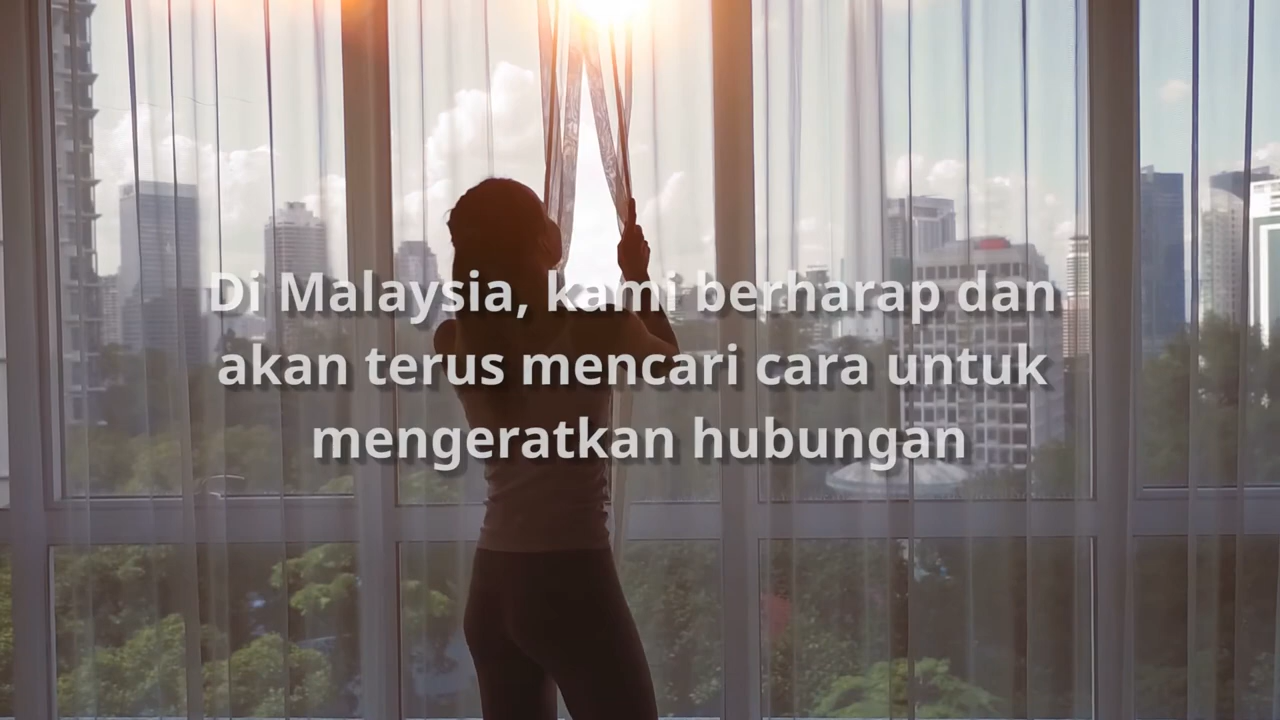 Di Malaysia, kami berharap dan
akan terus mencari cara untuk
mengeratkan hubungan